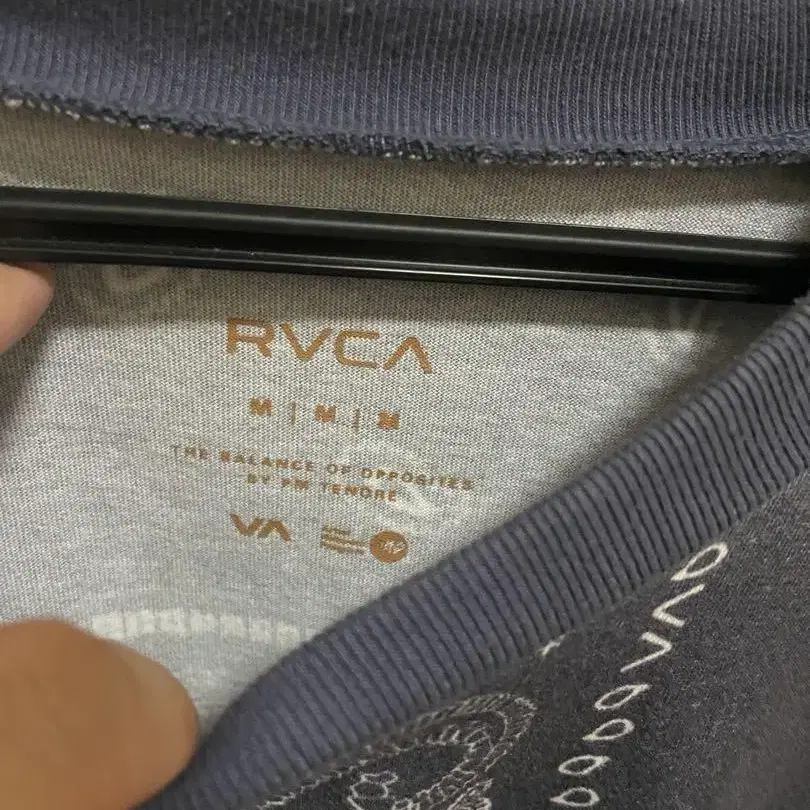 RVCA
M | M | M
THE BALANCE OF OPPOSITES
BY PM TENORE
VA